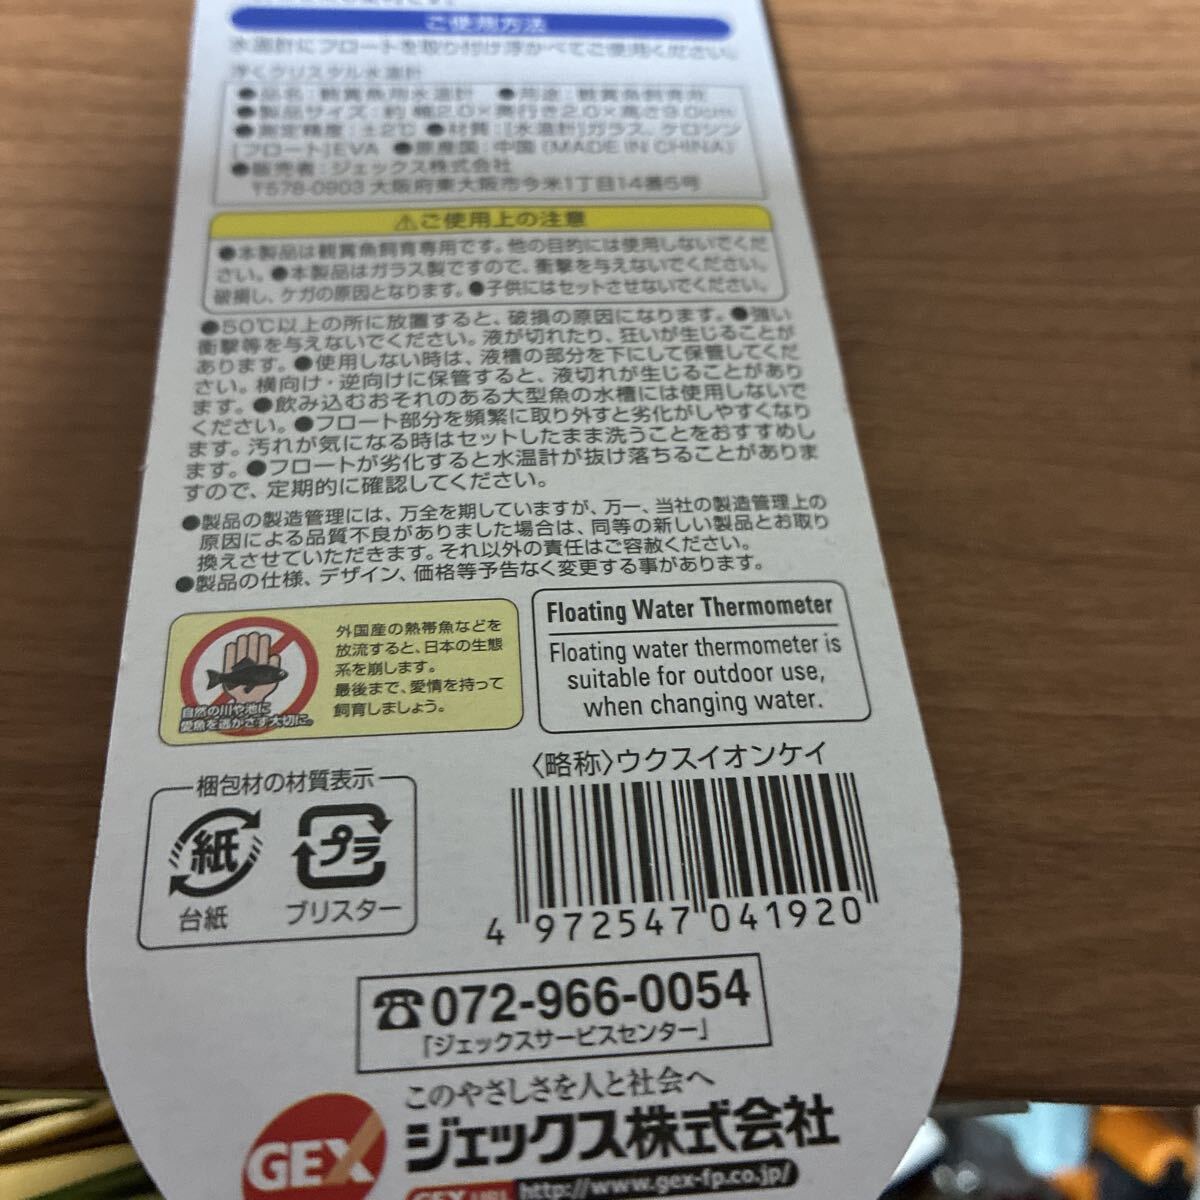 ご使用方法
水温計にフロートを取り付け浮かべてご使用ください。
浮くクリスタル水温計
●品名：観賞魚用水温計　●用途：観賞魚飼育用
●製品サイズ：約 幅2.0×奥行き2.0×高さ9.0cm
●測定精度：±2℃ ●材質：[水温計]ガラス、ケロシン
[フロート]EVA ●原産国：中国 (MADE IN CHINA)
●販売者：ジェックス株式会社
〒578-0903 大阪府東大阪市今米1丁目14番5号
⚠ご使用上の注意
●本製品は観賞魚飼育専用です。他の目的には使用しないでくだ
さい。●本製品はガラス製ですので、衝撃を与えないでください。
破損し、ケガの原因となります。●子供にはセットさせないでください。
●50℃以上の所に放置すると、破損の原因になります。●強い
衝撃等を与えないでください。液が切れたり、狂いが生じることが
あります。●使用しない時は、液槽の部分を下にして保管してくだ
さい。横向け・逆向けに保管すると、液切れが生じることがあり
ます。●飲み込むおそれのある大型魚の水槽には使用しないで
ください。●フロート部分を頻繁に取り外すと劣化がしやすくなり
ます。汚れが気になる時はセットしたまま洗うことをおすすめし
ます。●フロートが劣化すると水温計が抜け落ちることがありま
すので、定期的に確認してください。
●製品の製造管理には、万全を期していますが、万一、当社の製造管理上の
原因による品質不良がありました場合は、同等の新しい製品とお取り
換えさせていただきます。それ以外の責任はご容赦ください。
●製品の仕様、デザイン、価格等予告なく変更する事があります。
自然の川や池に
愛魚を逃がさず大切に。
外国産の熱帯魚などを
放流すると、日本の生態
系を崩します。
最後まで、愛情を持って
飼育しましょう。
Floating Water Thermometer
Floating water thermometer is
suitable for outdoor use,
when changing water.
梱包材の材質表示
紙
プラ
台紙
ブリスター
〈略称〉ウクスイオンケイ
4 972547 041920
☎072-966-0054
「ジェックスサービスセンター」
このやさしさを人と社会へ
GEX
ジェックス株式会社
GEX URL http://www.gex-fp.co.jp/